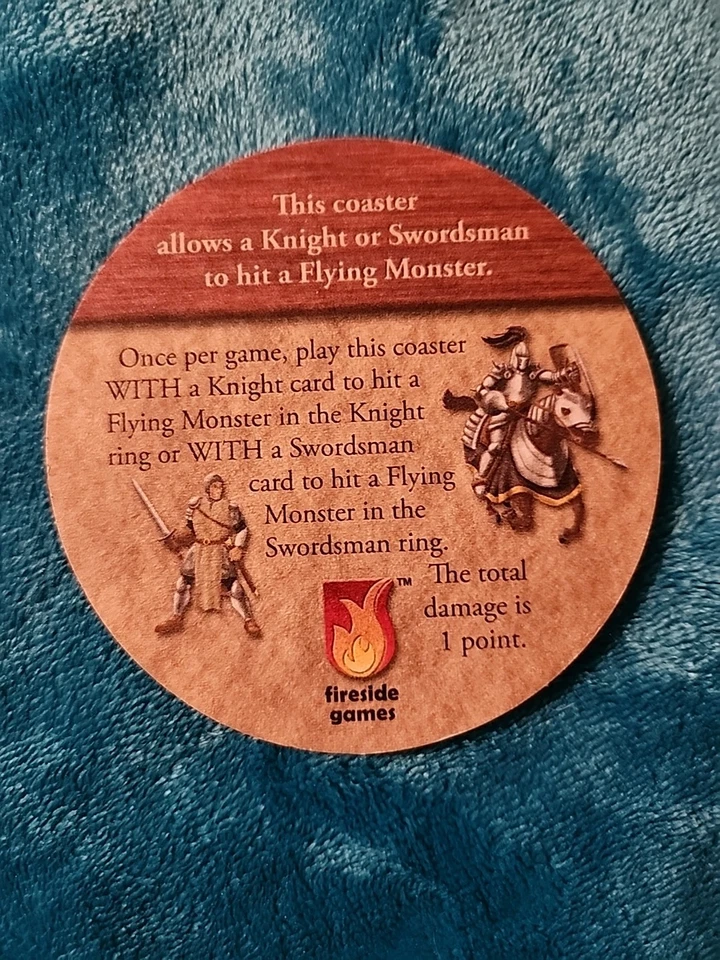 This coaster
allows a Knight or Swordsman
to hit a Flying Monster.
Once per game, play this coaster
WITH a Knight card to hit a
Flying Monster in the Knight
ring or WITH a Swordsman
card to hit a Flying
Monster in the
Swordsman ring.
The total
damage is
1 point.
TM
fireside
games